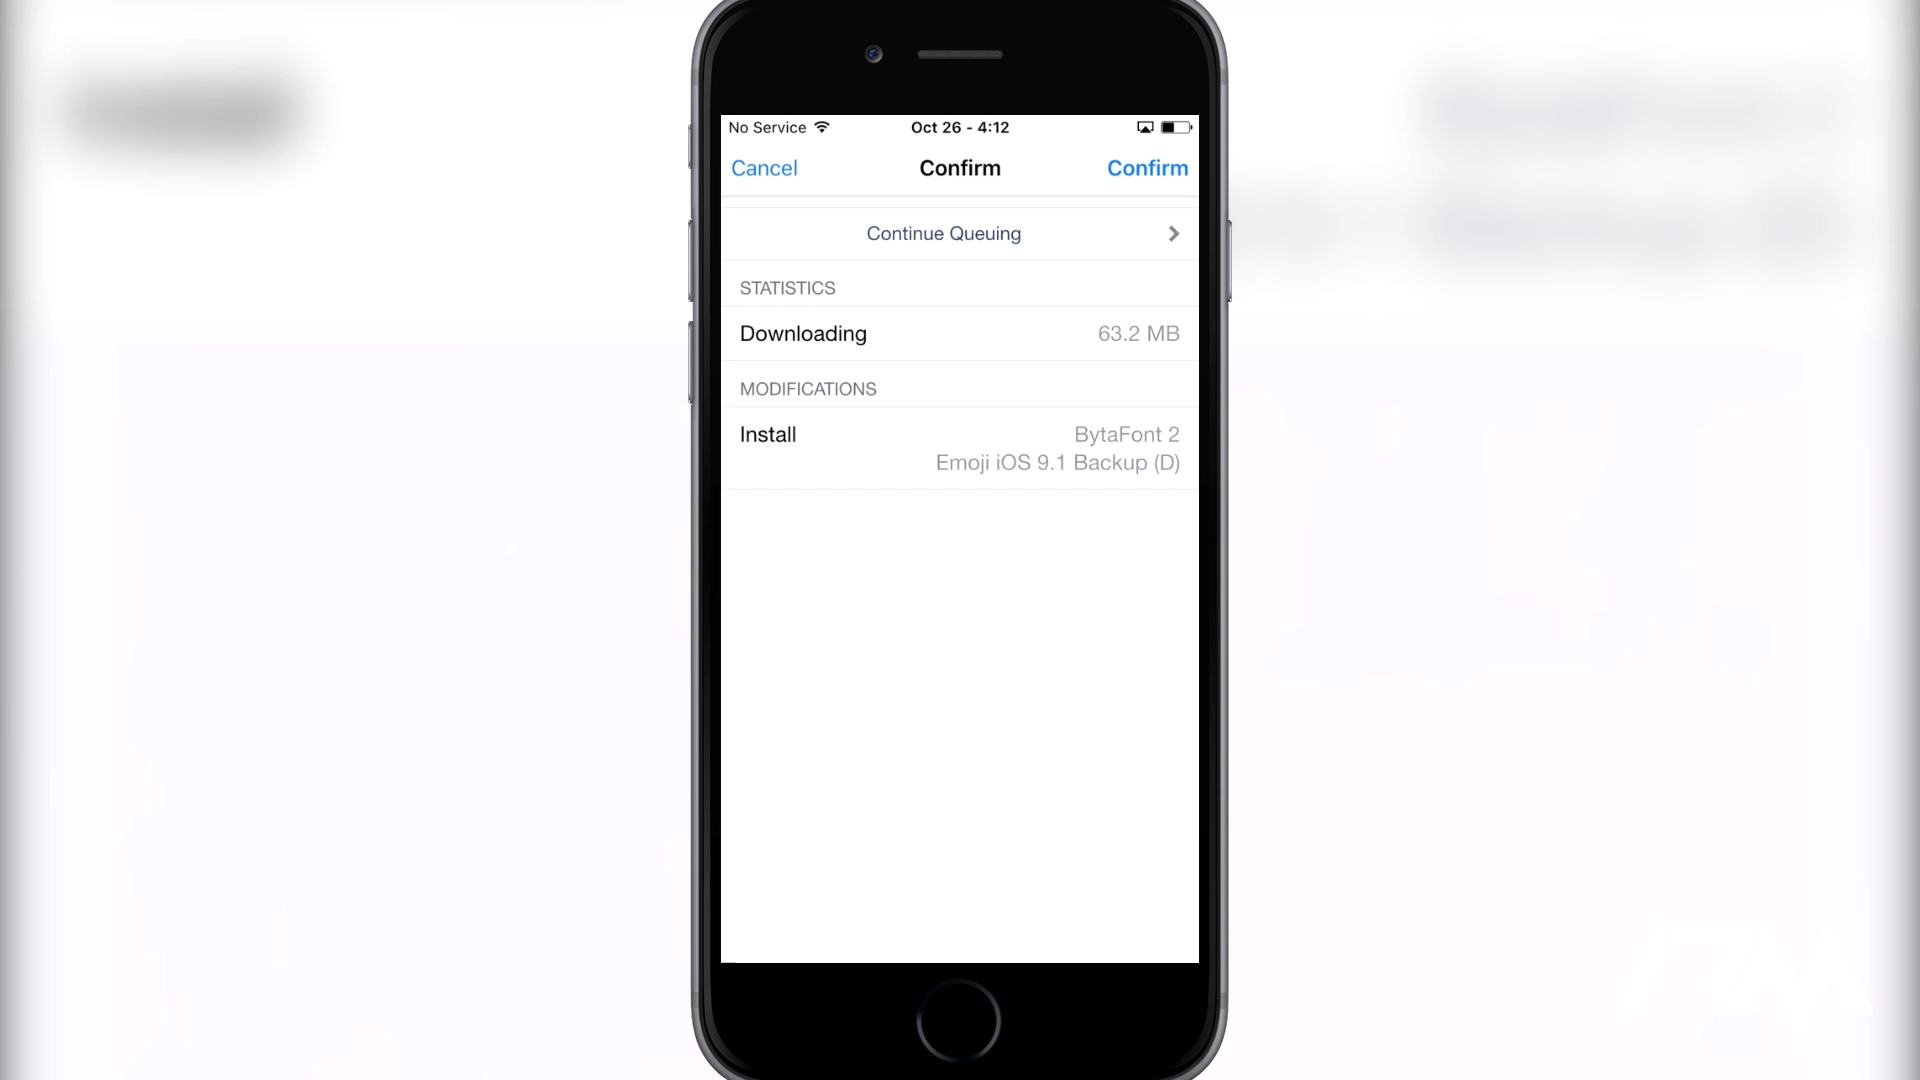 No Service Oct 26 - 4:12
Cancel Confirm Confirm
Continue Queuing
STATISTICS
Downloading 63.2 MB
MODIFICATIONS
Install BytaFont 2
Emoji iOS 9.1 Backup (D)